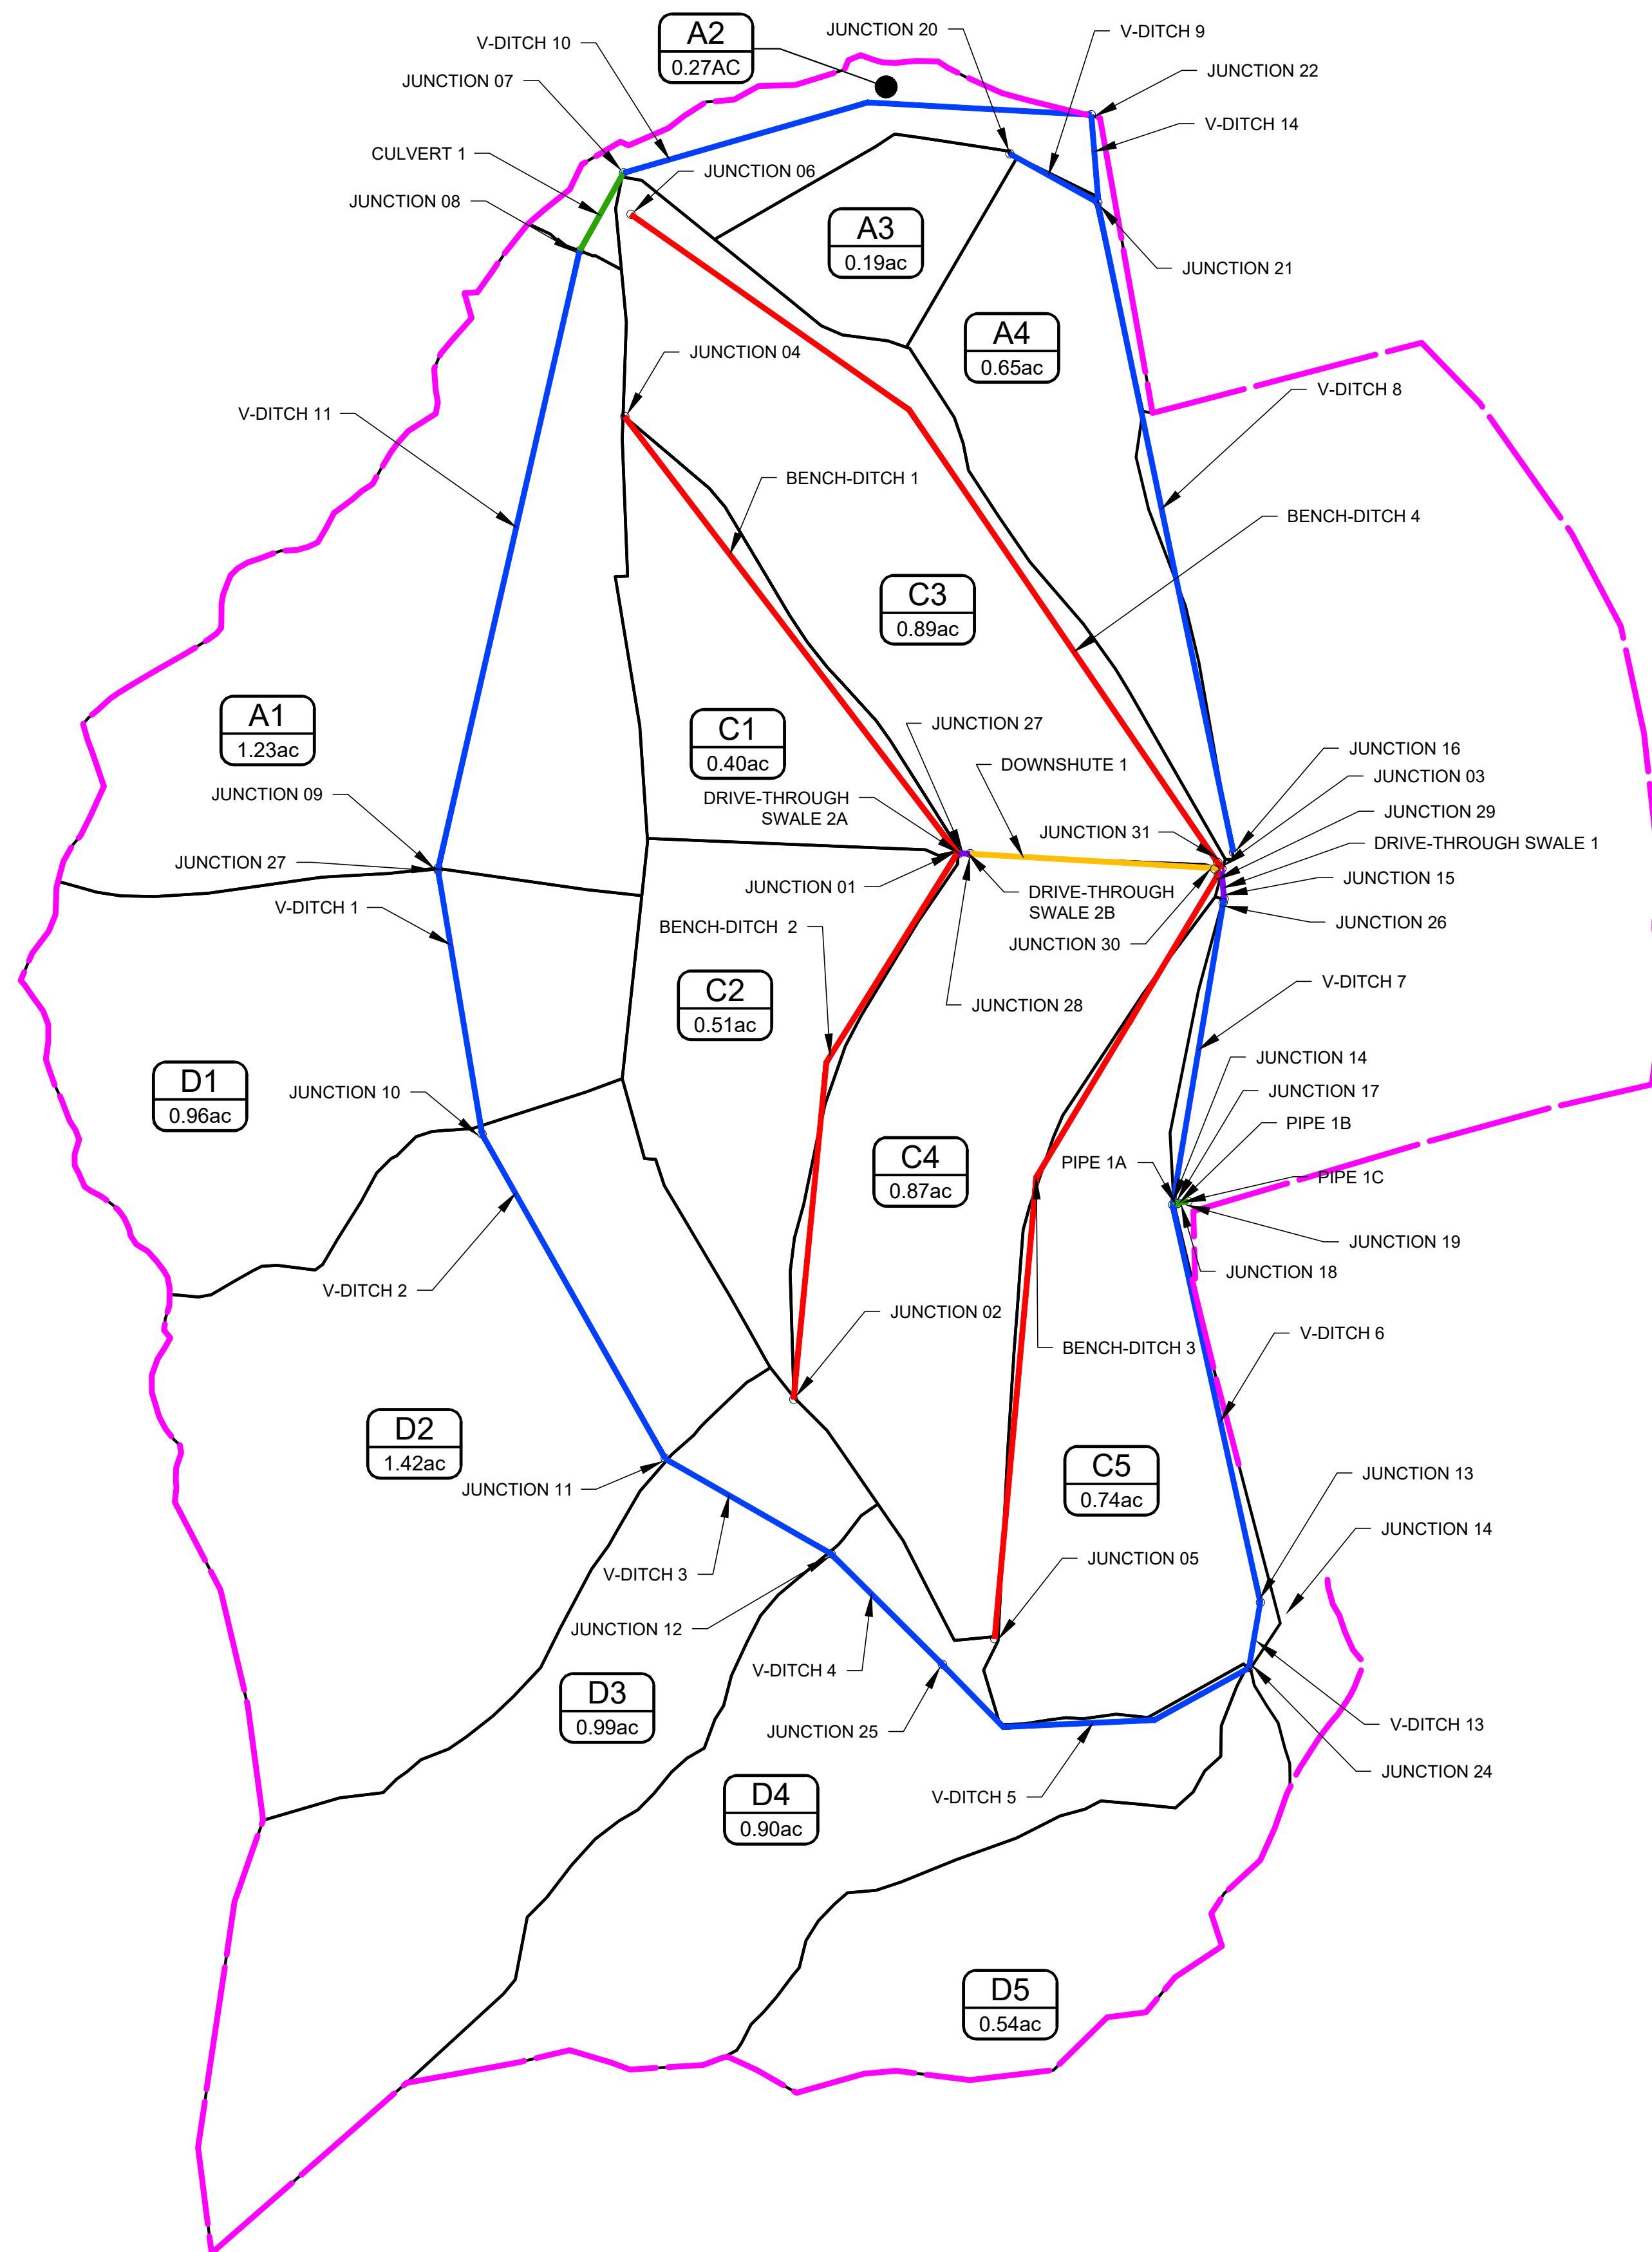 A2
0.27AC
JUNCTION 20
V-DITCH 9
V-DITCH 10
JUNCTION 22
JUNCTION 07
V-DITCH 14
CULVERT 1
JUNCTION 06
JUNCTION 08
A3
0.19ac
JUNCTION 21
A4
0.65ac
JUNCTION 04
V-DITCH 8
V-DITCH 11
BENCH-DITCH 1
BENCH-DITCH 4
C3
0.89ac
A1
1.23ac
C1
0.40ac
JUNCTION 27
JUNCTION 16
DOWNSHUTE 1
JUNCTION 03
JUNCTION 09
DRIVE-THROUGH
SWALE 2A
JUNCTION 29
JUNCTION 31
DRIVE-THROUGH SWALE 1
JUNCTION 27
JUNCTION 01
JUNCTION 15
DRIVE-THROUGH
SWALE 2B
V-DITCH 1
JUNCTION 26
BENCH-DITCH 2
JUNCTION 30
V-DITCH 7
C2
0.51ac
JUNCTION 28
JUNCTION 14
D1
0.96ac
JUNCTION 10
JUNCTION 17
PIPE 1B
C4
0.87ac
PIPE 1A
PIPE 1C
JUNCTION 19
JUNCTION 18
V-DITCH 2
JUNCTION 02
V-DITCH 6
BENCH-DITCH 3
D2
1.42ac
C5
0.74ac
JUNCTION 13
JUNCTION 11
JUNCTION 14
JUNCTION 05
V-DITCH 3
JUNCTION 12
V-DITCH 4
D3
0.99ac
JUNCTION 25
V-DITCH 13
JUNCTION 24
D4
0.90ac
V-DITCH 5
D5
0.54ac